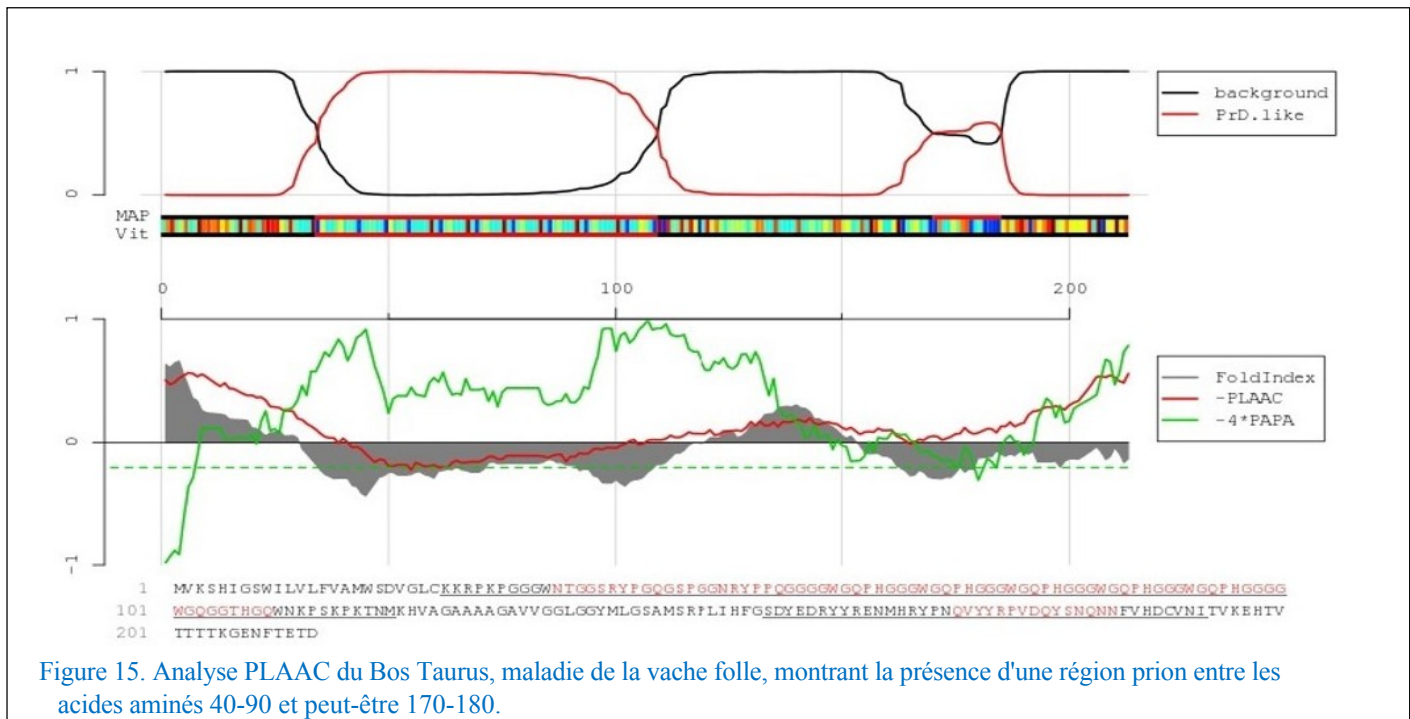 1
background
PrD.like
0
MAP
Vit
0 100 200
1
FoldIndex
-PLAAC
-4*PAPA
0
-1
1 MVKSHIGSWILVLFVAMWSDVGLCKKRPKPGGGWNTGGSRYPGQGSPGGNRYPPQGGGGWGQPHGGGWGQPHGGGWGQPHGGGWGQPHGGGWGQPHGGGG
101 WGQGGTHGQWNKPSKPKTNMKHVAGAAAAGAVVGGLGGYMLGSAMSRPLIHFGSDYEDRYYRENMHRYPNQVYYRPVDQYSNQNNFVHDCVNITVKEHTV
201 TTTTKGENFTETD
Figure 15. Analyse PLAAC du Bos Taurus, maladie de la vache folle, montrant la présence d'une région prion entre les
acides aminés 40-90 et peut-être 170-180.